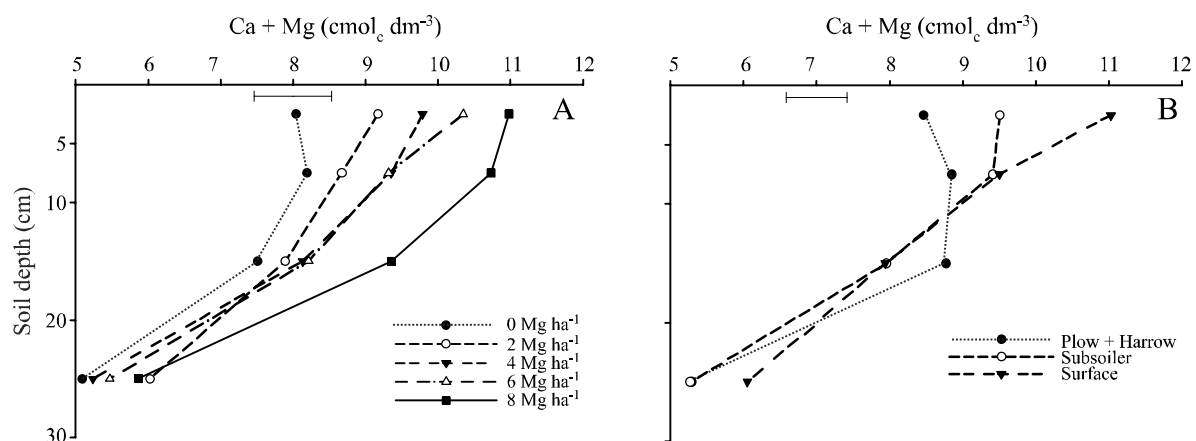 Ca + Mg (cmolc dm-3)
5 6 7 8 9 10 11 12
A
Soil depth (cm)
5
10
20
30
0 Mg ha-1
2 Mg ha-1
4 Mg ha-1
6 Mg ha-1
8 Mg ha-1
Ca + Mg (cmolc dm-3)
5 6 7 8 9 10 11 12
B
Plow + Harrow
Subsoiler
Surface